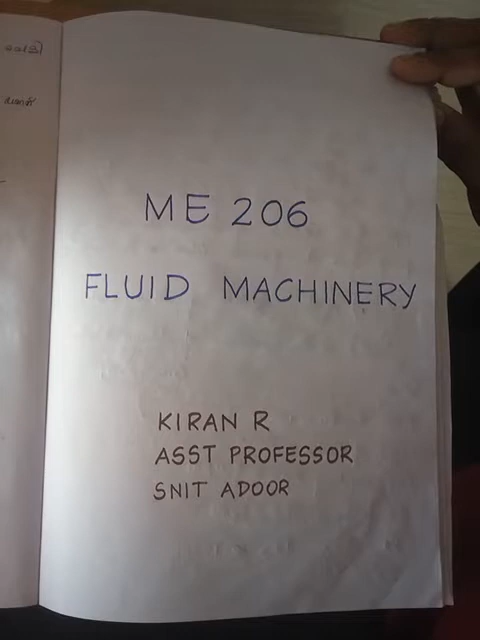 ME 206
FLUID MACHINERY
KIRAN R
ASST PROFESSOR
SNIT ADOOR